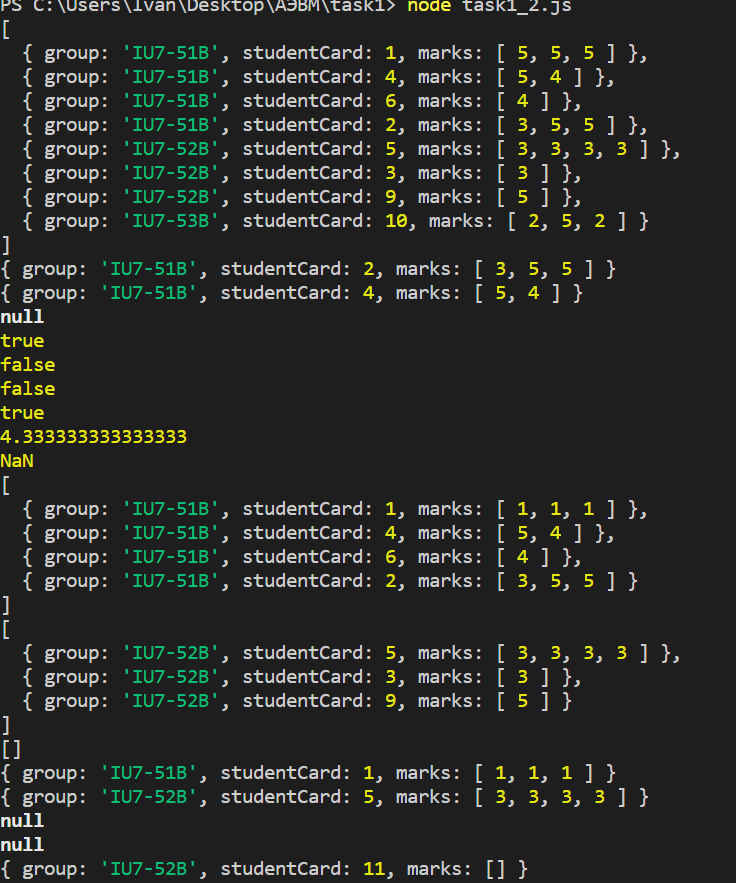 PS C:\Users\Ivan\Desktop\АЭВМ\task1> node task1_2.js
[
  { group: 'IU7-51B', studentCard: 1, marks: [ 5, 5, 5 ] },
  { group: 'IU7-51B', studentCard: 4, marks: [ 5, 4 ] },
  { group: 'IU7-51B', studentCard: 6, marks: [ 4 ] },
  { group: 'IU7-51B', studentCard: 2, marks: [ 3, 5, 5 ] },
  { group: 'IU7-52B', studentCard: 5, marks: [ 3, 3, 3, 3 ] },
  { group: 'IU7-52B', studentCard: 3, marks: [ 3 ] },
  { group: 'IU7-52B', studentCard: 9, marks: [ 5 ] },
  { group: 'IU7-53B', studentCard: 10, marks: [ 2, 5, 2 ] }
]
{ group: 'IU7-51B', studentCard: 2, marks: [ 3, 5, 5 ] }
{ group: 'IU7-51B', studentCard: 4, marks: [ 5, 4 ] }
null
true
false
false
true
4.333333333333333
NaN
[
  { group: 'IU7-51B', studentCard: 1, marks: [ 1, 1, 1 ] },
  { group: 'IU7-51B', studentCard: 4, marks: [ 5, 4 ] },
  { group: 'IU7-51B', studentCard: 6, marks: [ 4 ] },
  { group: 'IU7-51B', studentCard: 2, marks: [ 3, 5, 5 ] }
]
[
  { group: 'IU7-52B', studentCard: 5, marks: [ 3, 3, 3, 3 ] },
  { group: 'IU7-52B', studentCard: 3, marks: [ 3 ] },
  { group: 'IU7-52B', studentCard: 9, marks: [ 5 ] }
]
[]
{ group: 'IU7-51B', studentCard: 1, marks: [ 1, 1, 1 ] }
{ group: 'IU7-52B', studentCard: 5, marks: [ 3, 3, 3, 3 ] }
null
null
{ group: 'IU7-52B', studentCard: 11, marks: [] }